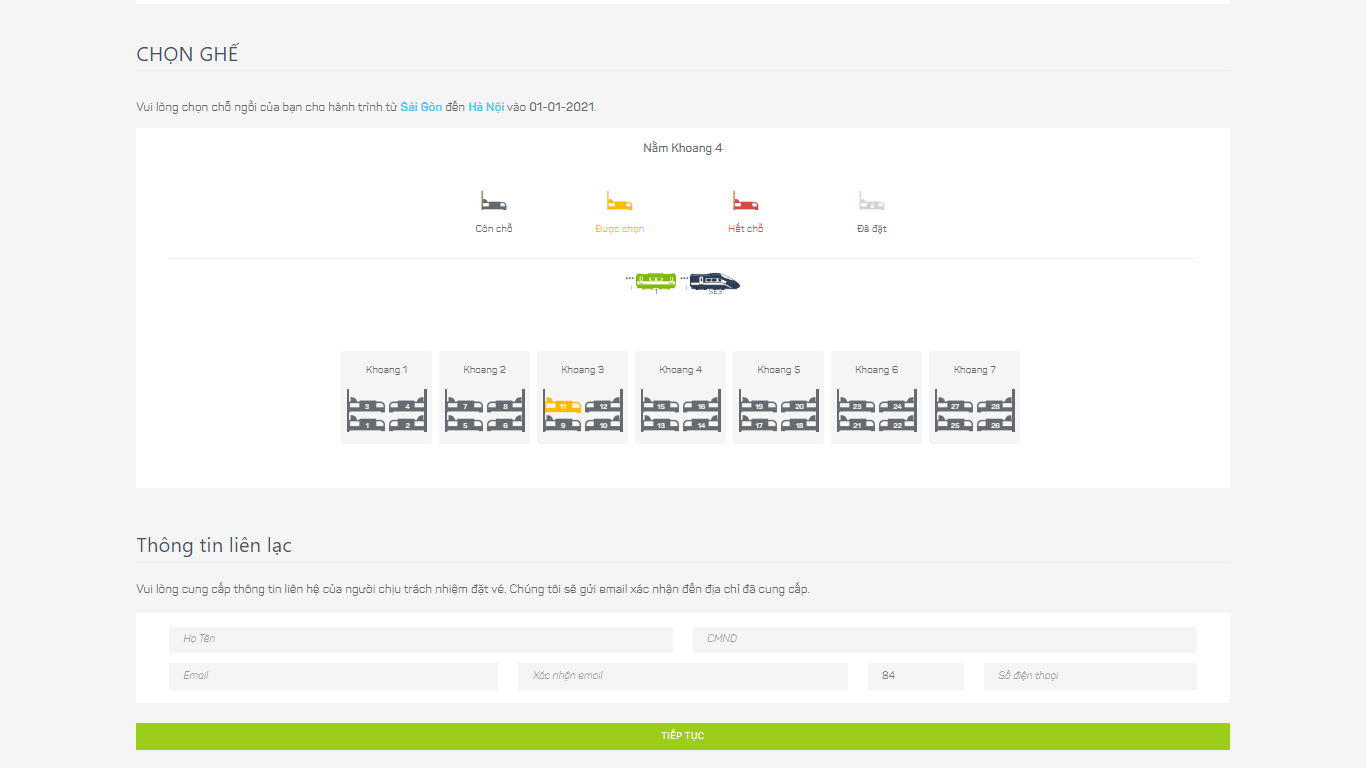 CHỌN GHẾ
Vui lòng chọn chỗ ngồi của bạn cho hành trình từ Sài Gòn đến Hà Nội vào 01-01-2021.
Nằm Khoang 4
Còn chỗ Được chọn Hết chỗ Đã đặt
1 SE3
Khoang 1 Khoang 2 Khoang 3 Khoang 4 Khoang 5 Khoang 6 Khoang 7
3 4 7 8 11 12 15 16 19 20 23 24 27 28
1 2 5 6 9 10 13 14 17 18 21 22 25 26
Thông tin liên lạc
Vui lòng cung cấp thông tin liên hệ của người chịu trách nhiệm đặt vé. Chúng tôi sẽ gửi email xác nhận đến địa chỉ đã cung cấp.
Họ Tên CMND
Email Xác nhận email 84 Số điện thoại
TIẾP TỤC